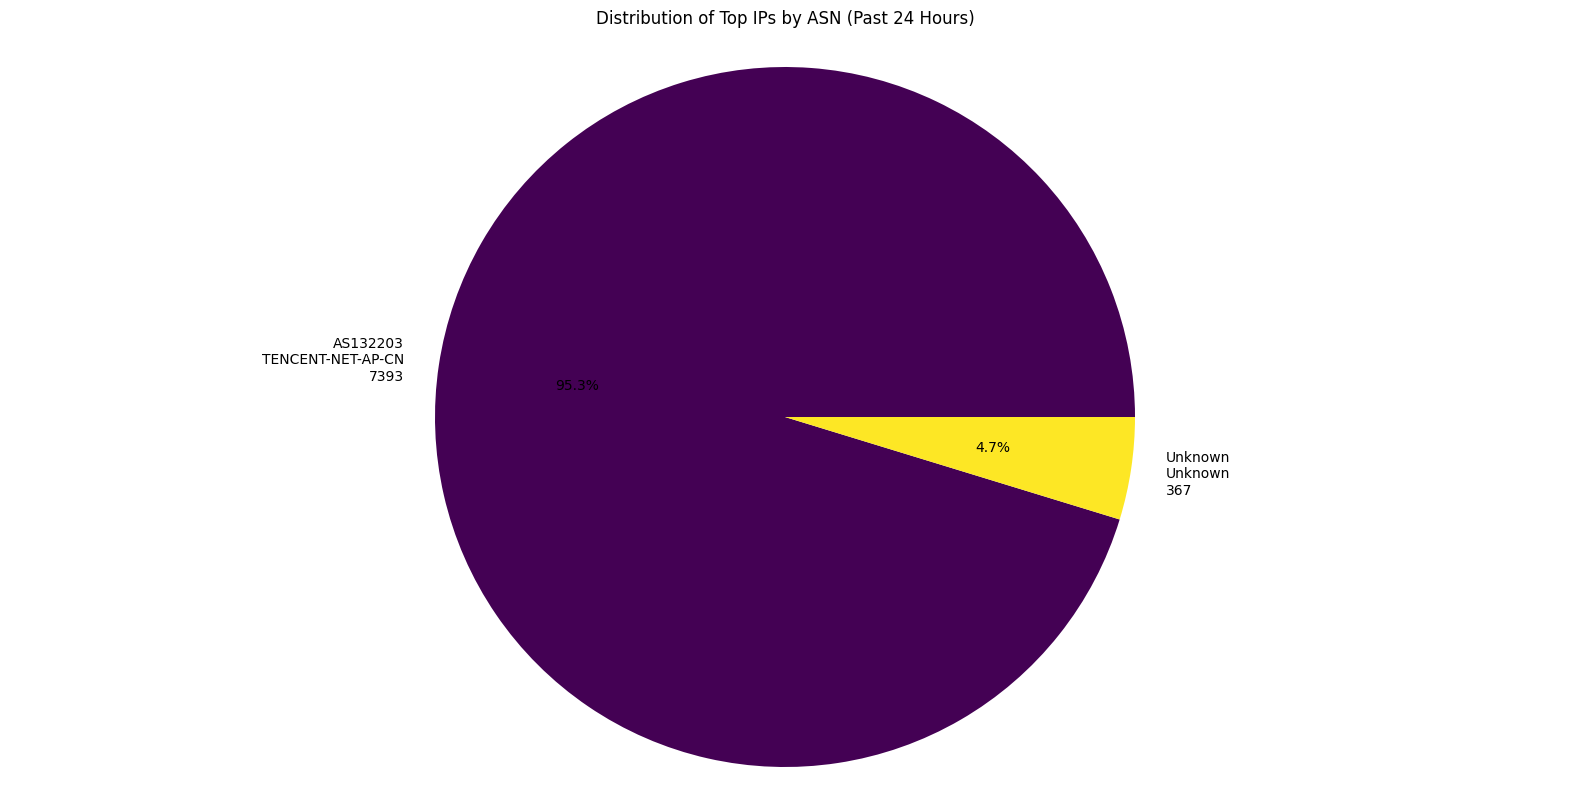 Distribution of Top IPs by ASN (Past 24 Hours)
AS132203
TENCENT-NET-AP-CN
7393
95.3%
4.7%
Unknown
Unknown
367